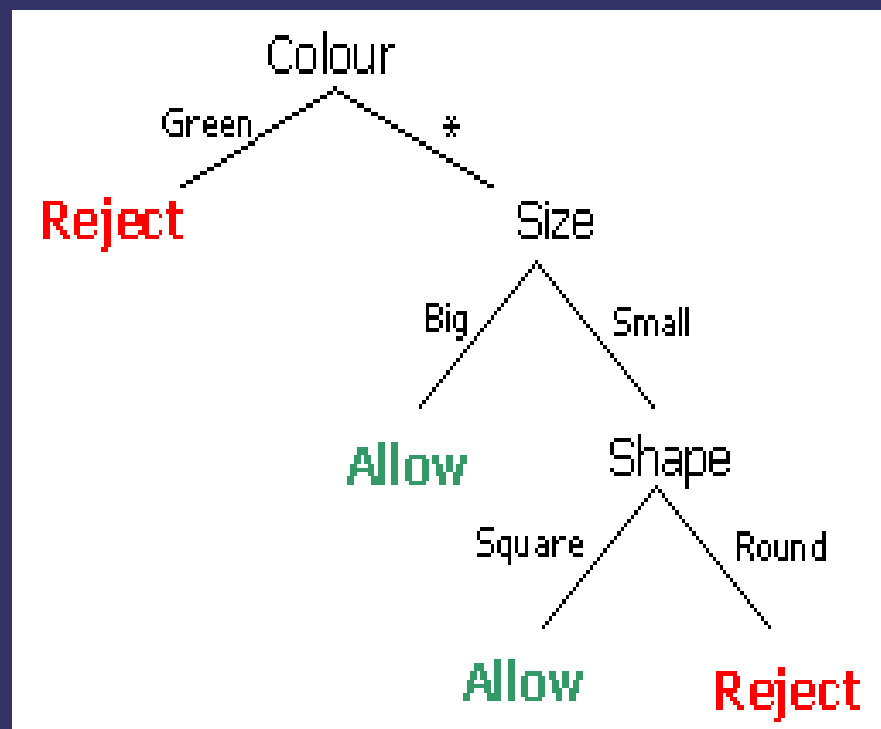 Colour
Green
*
Reject
Size
Big
Small
Allow
Shape
Square
Round
Allow
Reject